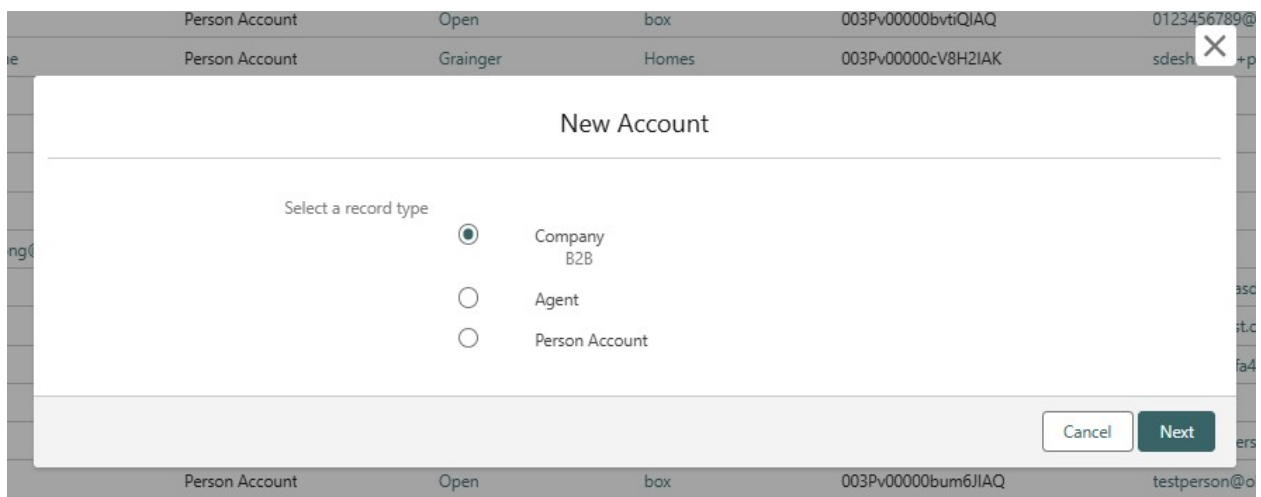 Person Account Open box 003Pv00000bvtiQIAQ 0123456789@
Person Account Grainger Homes 003Pv00000cV8H2IAK sdesh
New Account
Select a record type
Company
B2B
Agent
Person Account
Cancel Next
Person Account Open box 003Pv00000bum6JIAQ testperson@o